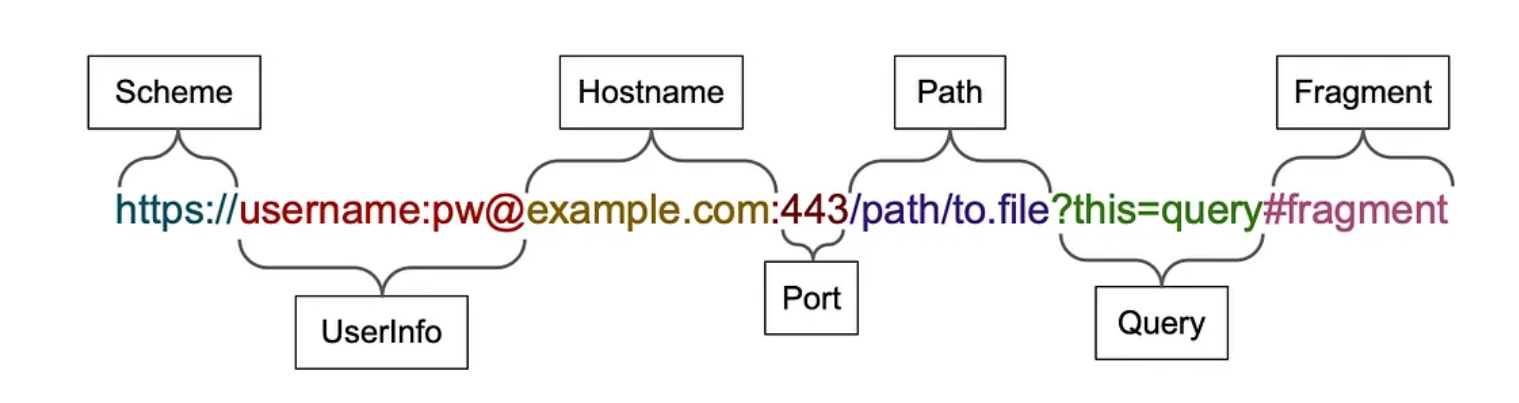 Scheme Hostname Path Fragment
https://username:pw@example.com:443/path/to.file?this=query#fragment
UserInfo Port Query